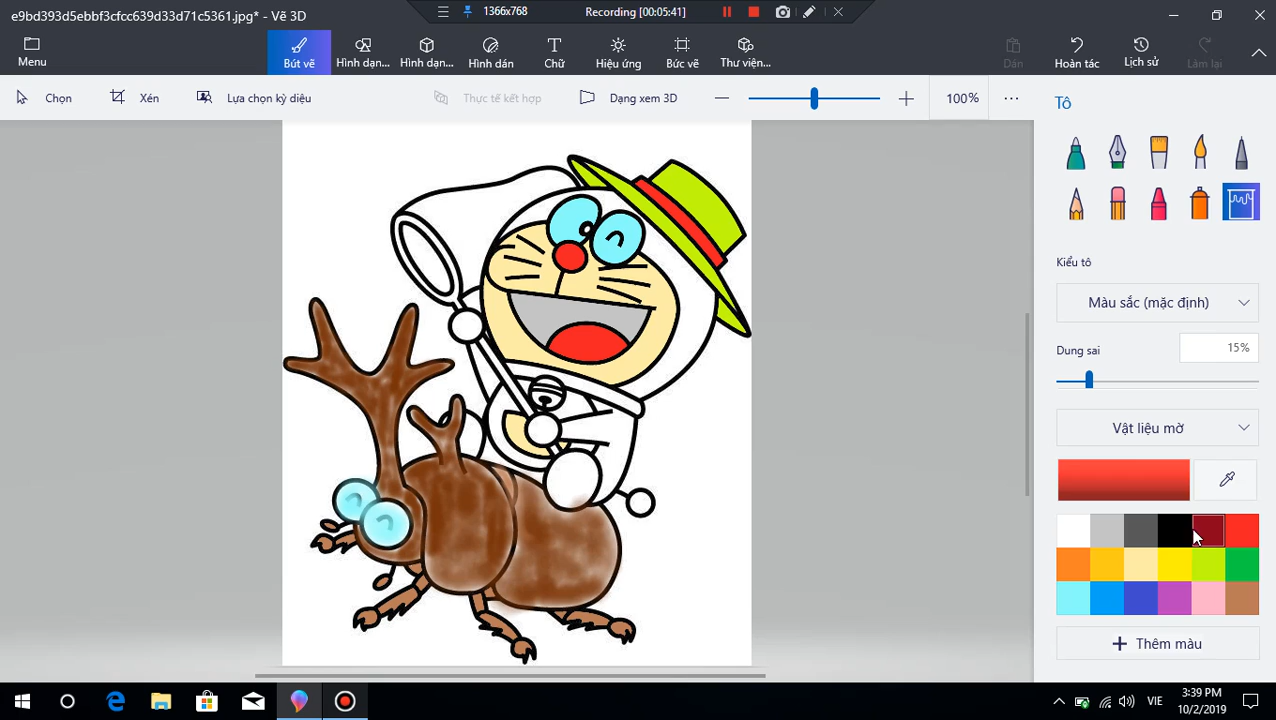 e9bd393d5ebbf3cfcc639d33d71c5361.jpg* - Vẽ 3D
1366x768
Recording [00:05:41]
Menu
Bút vẽ
Hình dạn...
Hình dạn...
Hình dán
Chữ
Hiệu ứng
Bức vẽ
Thư viện...
Dán
Hoàn tác
Lịch sử
Làm lại
Chọn
Xén
Lựa chọn kỳ diệu
Thực tế kết hợp
Dạng xem 3D
100%
Tô
Kiểu tô
Màu sắc (mặc định)
Dung sai
15%
Vật liệu mờ
Thêm màu
VIE
3:39 PM
10/2/2019